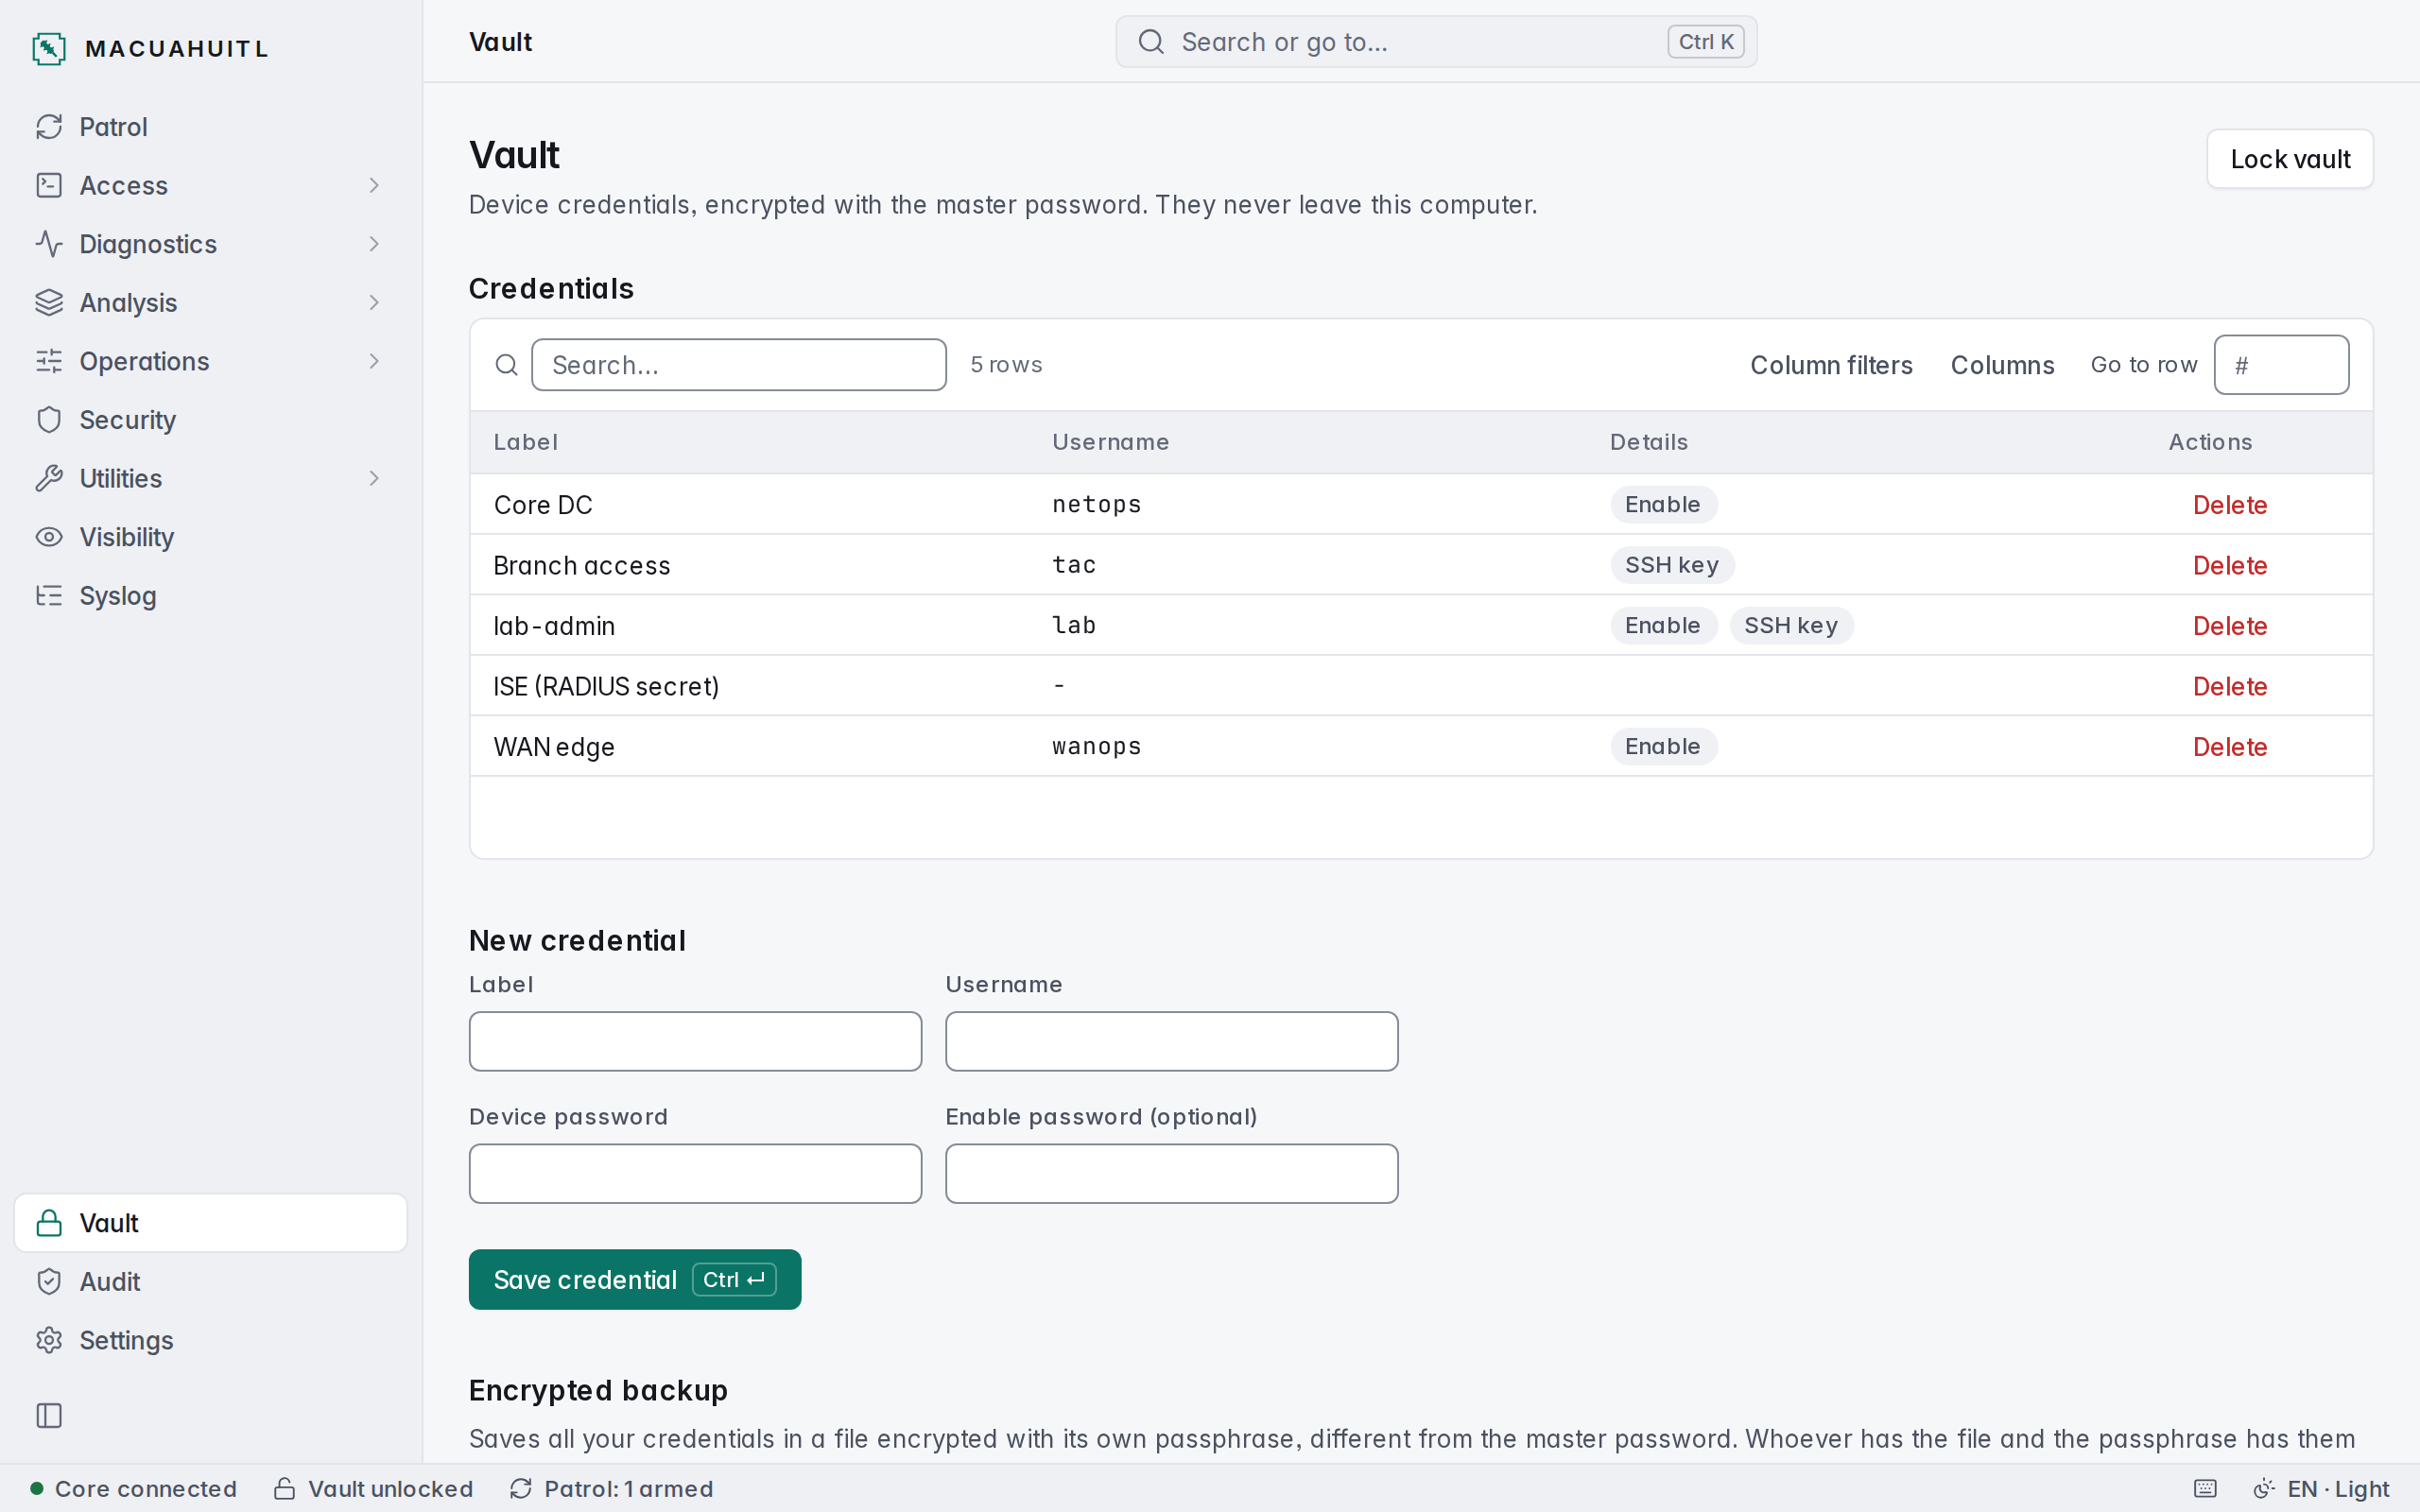 MACUAHUITL
Vault
Search or go to...
Ctrl K
Patrol
Access
Diagnostics
Analysis
Operations
Security
Utilities
Visibility
Syslog
Vault
Audit
Settings
Vault
Lock vault
Device credentials, encrypted with the master password. They never leave this computer.
Credentials
Search...
5 rows
Column filters
Columns
Go to row
#
Label Username Details Actions
Core DC netops Enable Delete
Branch access tac SSH key Delete
lab-admin lab Enable SSH key Delete
ISE (RADIUS secret) - Delete
WAN edge wanops Enable Delete
New credential
Label Username
Device password Enable password (optional)
Save credential Ctrl ↵
Encrypted backup
Saves all your credentials in a file encrypted with its own passphrase, different from the master password. Whoever has the file and the passphrase has them
Core connected Vault unlocked Patrol: 1 armed EN · Light